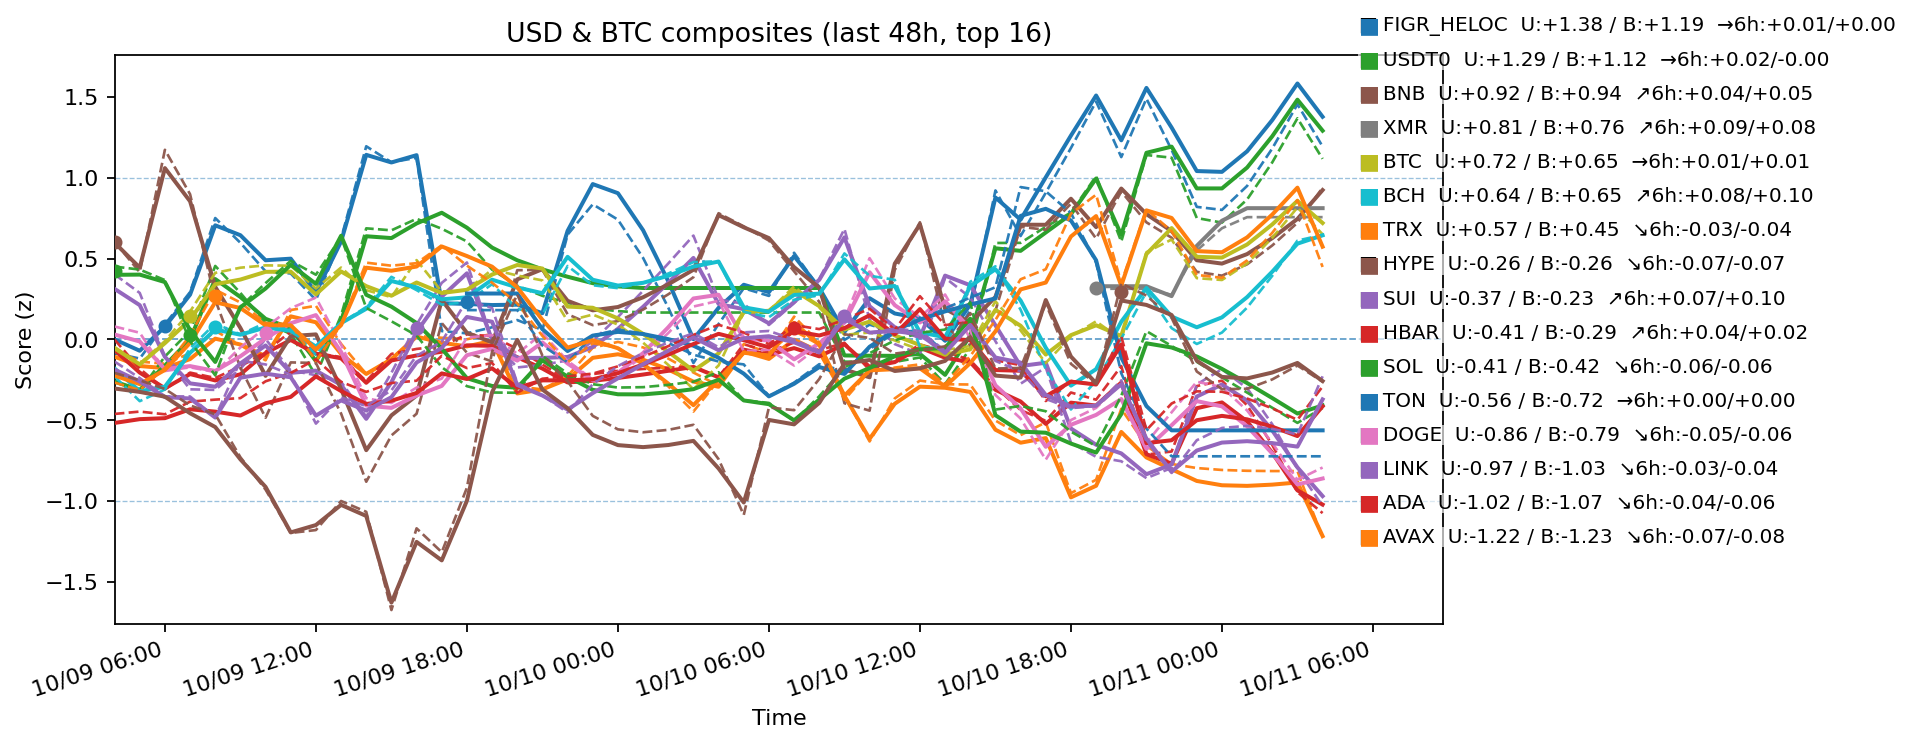 USD & BTC composites (last 48h, top 16)
FIGR_HELOC U:+1.38 / B:+1.19 →6h:+0.01/+0.00
USDT0 U:+1.29 / B:+1.12 →6h:+0.02/-0.00
BNB U:+0.92 / B:+0.94 ↗6h:+0.04/+0.05
XMR U:+0.81 / B:+0.76 ↗6h:+0.09/+0.08
BTC U:+0.72 / B:+0.65 →6h:+0.01/+0.01
BCH U:+0.64 / B:+0.65 ↗6h:+0.08/+0.10
TRX U:+0.57 / B:+0.45 ↘6h:-0.03/-0.04
HYPE U:-0.26 / B:-0.26 ↘6h:-0.07/-0.07
SUI U:-0.37 / B:-0.23 ↗6h:+0.07/+0.10
HBAR U:-0.41 / B:-0.29 ↗6h:+0.04/+0.02
SOL U:-0.41 / B:-0.42 ↘6h:-0.06/-0.06
TON U:-0.56 / B:-0.72 →6h:+0.00/+0.00
DOGE U:-0.86 / B:-0.79 ↘6h:-0.05/-0.06
LINK U:-0.97 / B:-1.03 ↘6h:-0.03/-0.04
ADA U:-1.02 / B:-1.07 ↘6h:-0.04/-0.06
AVAX U:-1.22 / B:-1.23 ↘6h:-0.07/-0.08
Score (z)
1.5
1.0
0.5
0.0
−0.5
−1.0
−1.5
10/09 06:00
10/09 12:00
10/09 18:00
10/10 00:00
10/10 06:00
10/10 12:00
10/10 18:00
10/11 00:00
10/11 06:00
Time